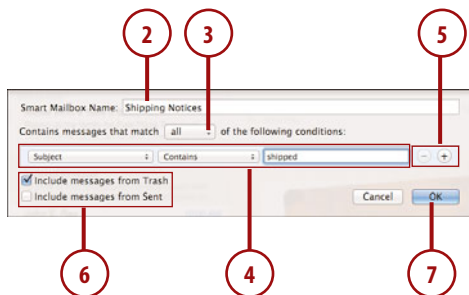 2 3 5
Smart Mailbox Name: Shipping Notices
Contains messages that match all of the following conditions:
Subject Contains shipped - +
Include messages from Trash
Include messages from Sent
Cancel OK
6 4 7